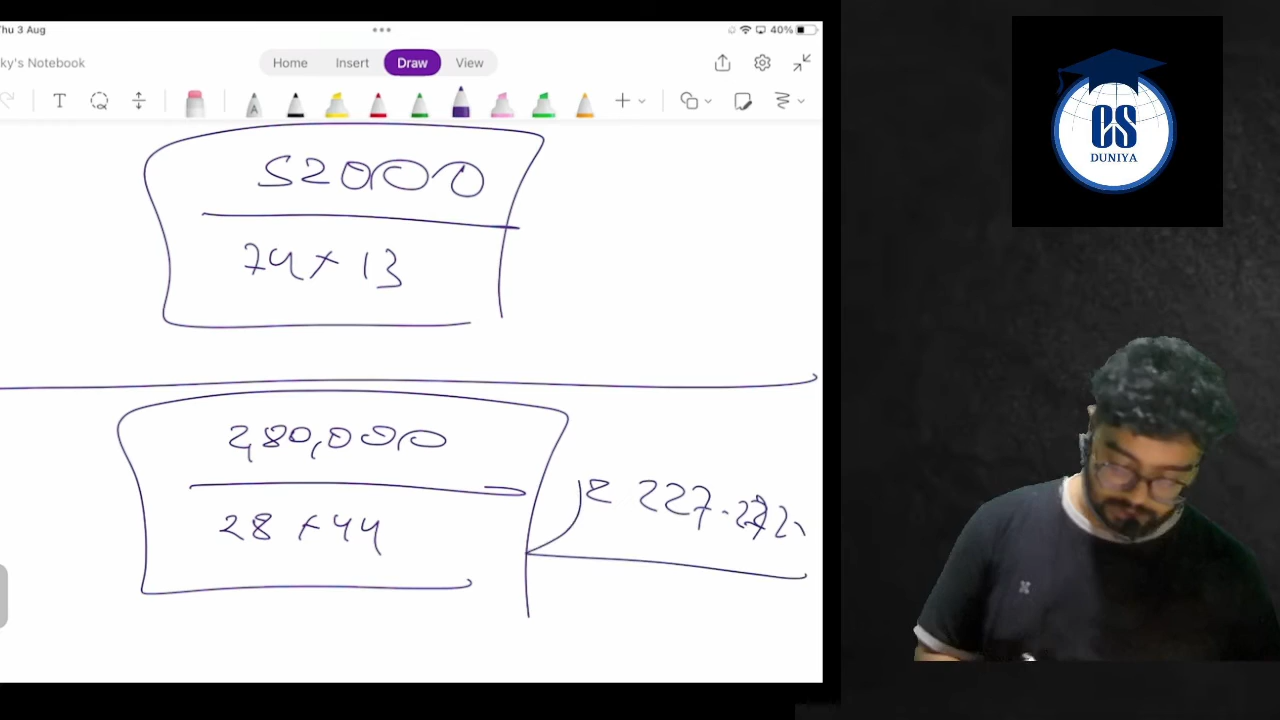 Thu 3 Aug
40%
ky's Notebook
Home Insert Draw View
52000
74 × 13
280,000
28 × 44
= 227.2727
CS
DUNIYA